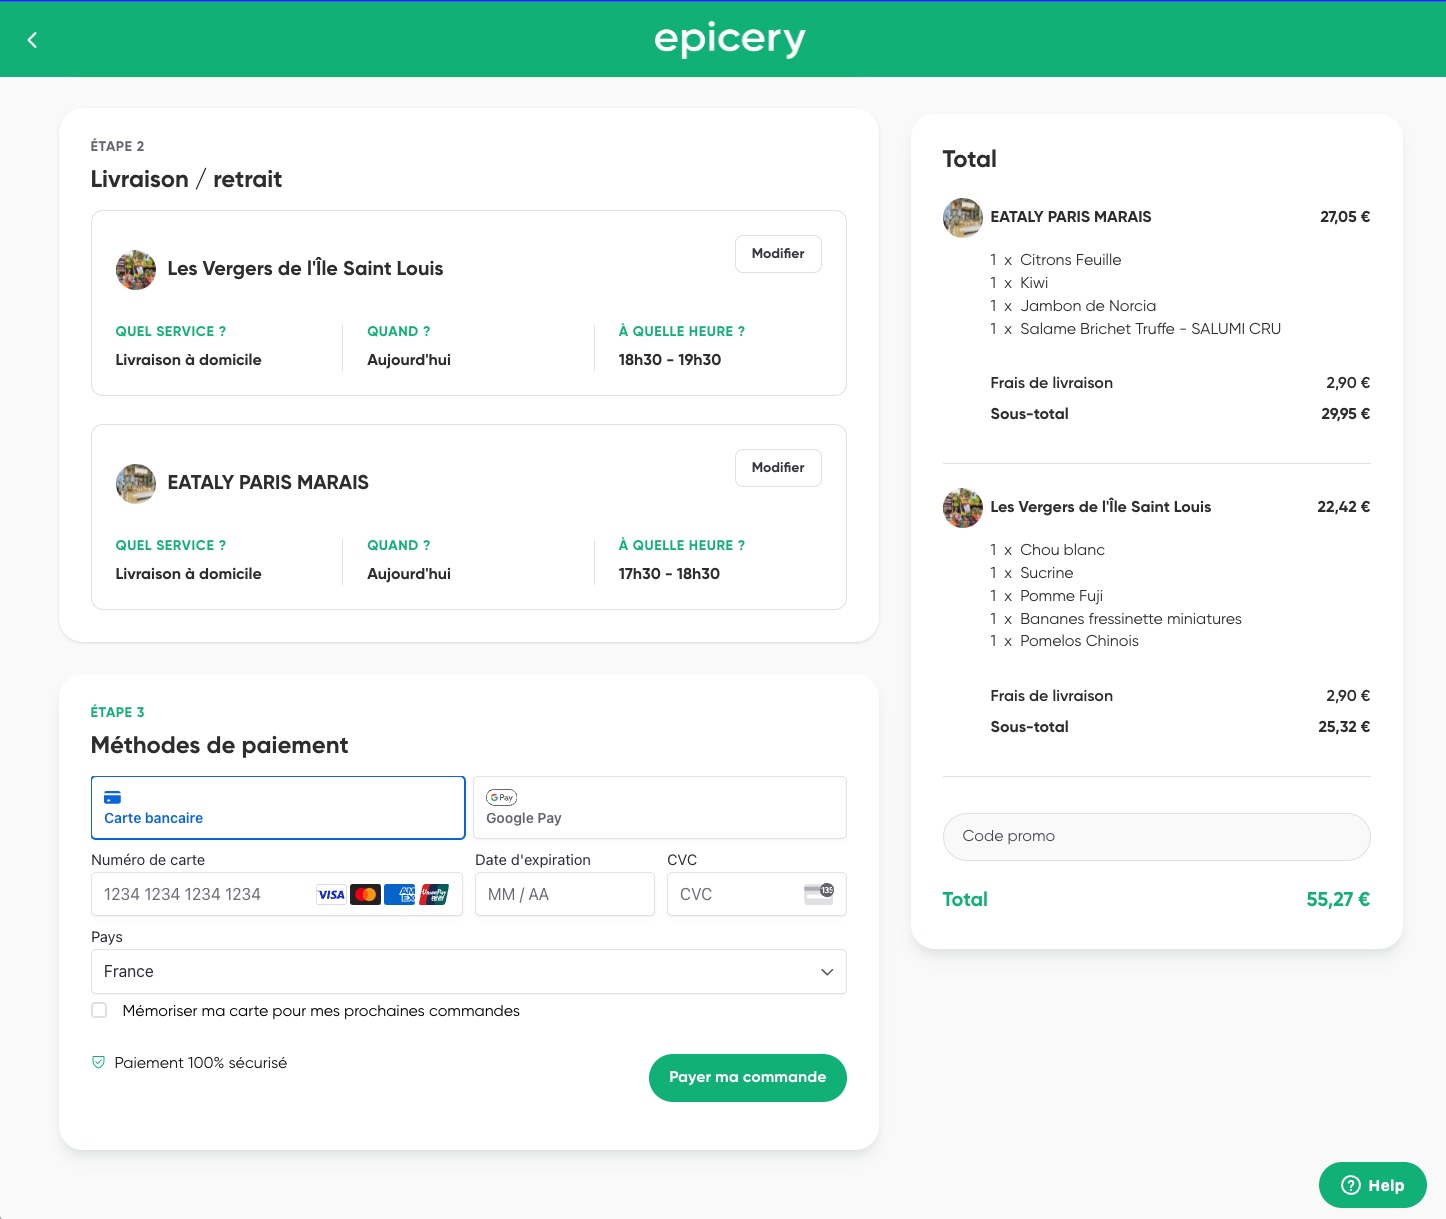 epicery
ÉTAPE 2
Livraison / retrait
Les Vergers de l'Île Saint Louis
Modifier
QUEL SERVICE ?
QUAND ?
À QUELLE HEURE ?
Livraison à domicile
Aujourd'hui
18h30 - 19h30
EATALY PARIS MARAIS
Modifier
QUEL SERVICE ?
QUAND ?
À QUELLE HEURE ?
Livraison à domicile
Aujourd'hui
17h30 - 18h30
ÉTAPE 3
Méthodes de paiement
Carte bancaire
G Pay
Google Pay
Numéro de carte
Date d'expiration
CVC
1234 1234 1234 1234
VISA
AM EX
UnionPay
MM / AA
CVC
135
Pays
France
Mémoriser ma carte pour mes prochaines commandes
Paiement 100% sécurisé
Payer ma commande
Total
EATALY PARIS MARAIS 27,05 €
1 x Citrons Feuille
1 x Kiwi
1 x Jambon de Norcia
1 x Salame Brichet Truffe - SALUMI CRU
Frais de livraison 2,90 €
Sous-total 29,95 €
Les Vergers de l'Île Saint Louis 22,42 €
1 x Chou blanc
1 x Sucrine
1 x Pomme Fuji
1 x Bananes fressinette miniatures
1 x Pomelos Chinois
Frais de livraison 2,90 €
Sous-total 25,32 €
Code promo
Total 55,27 €
Help